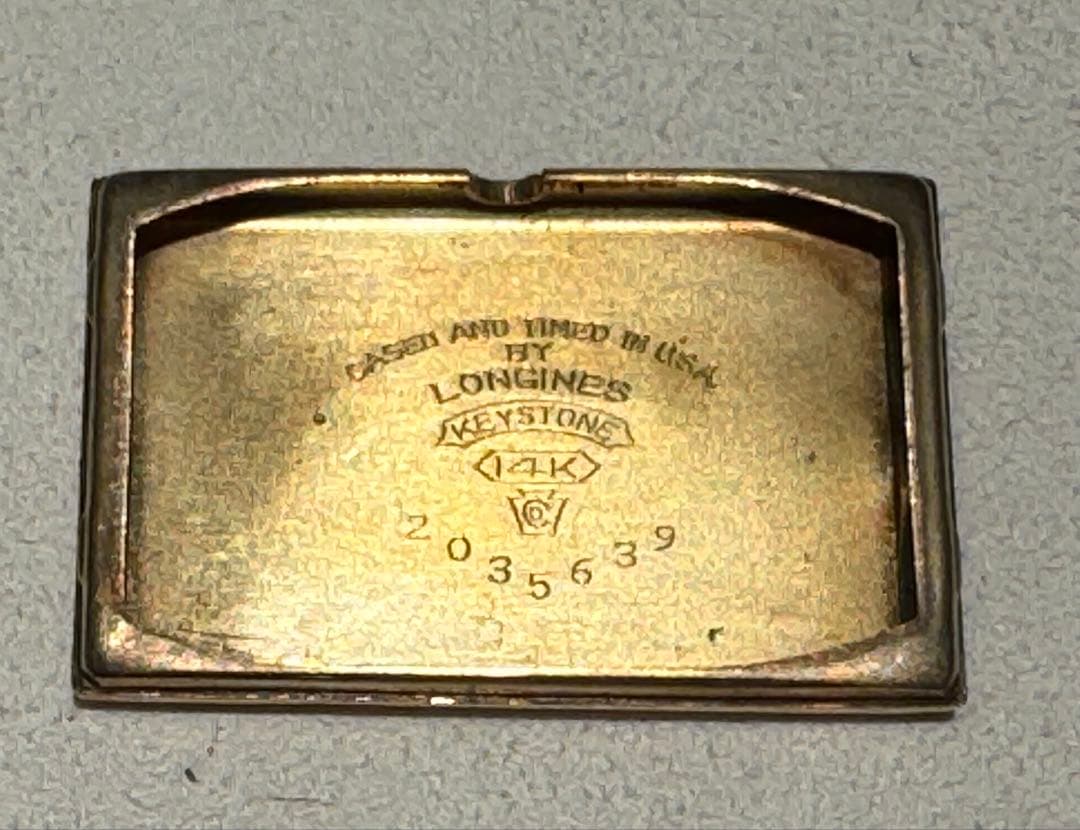 CASED AND TIMED IN U.S.A.
BY
LONGINES
KEYSTONE
14K
2035639